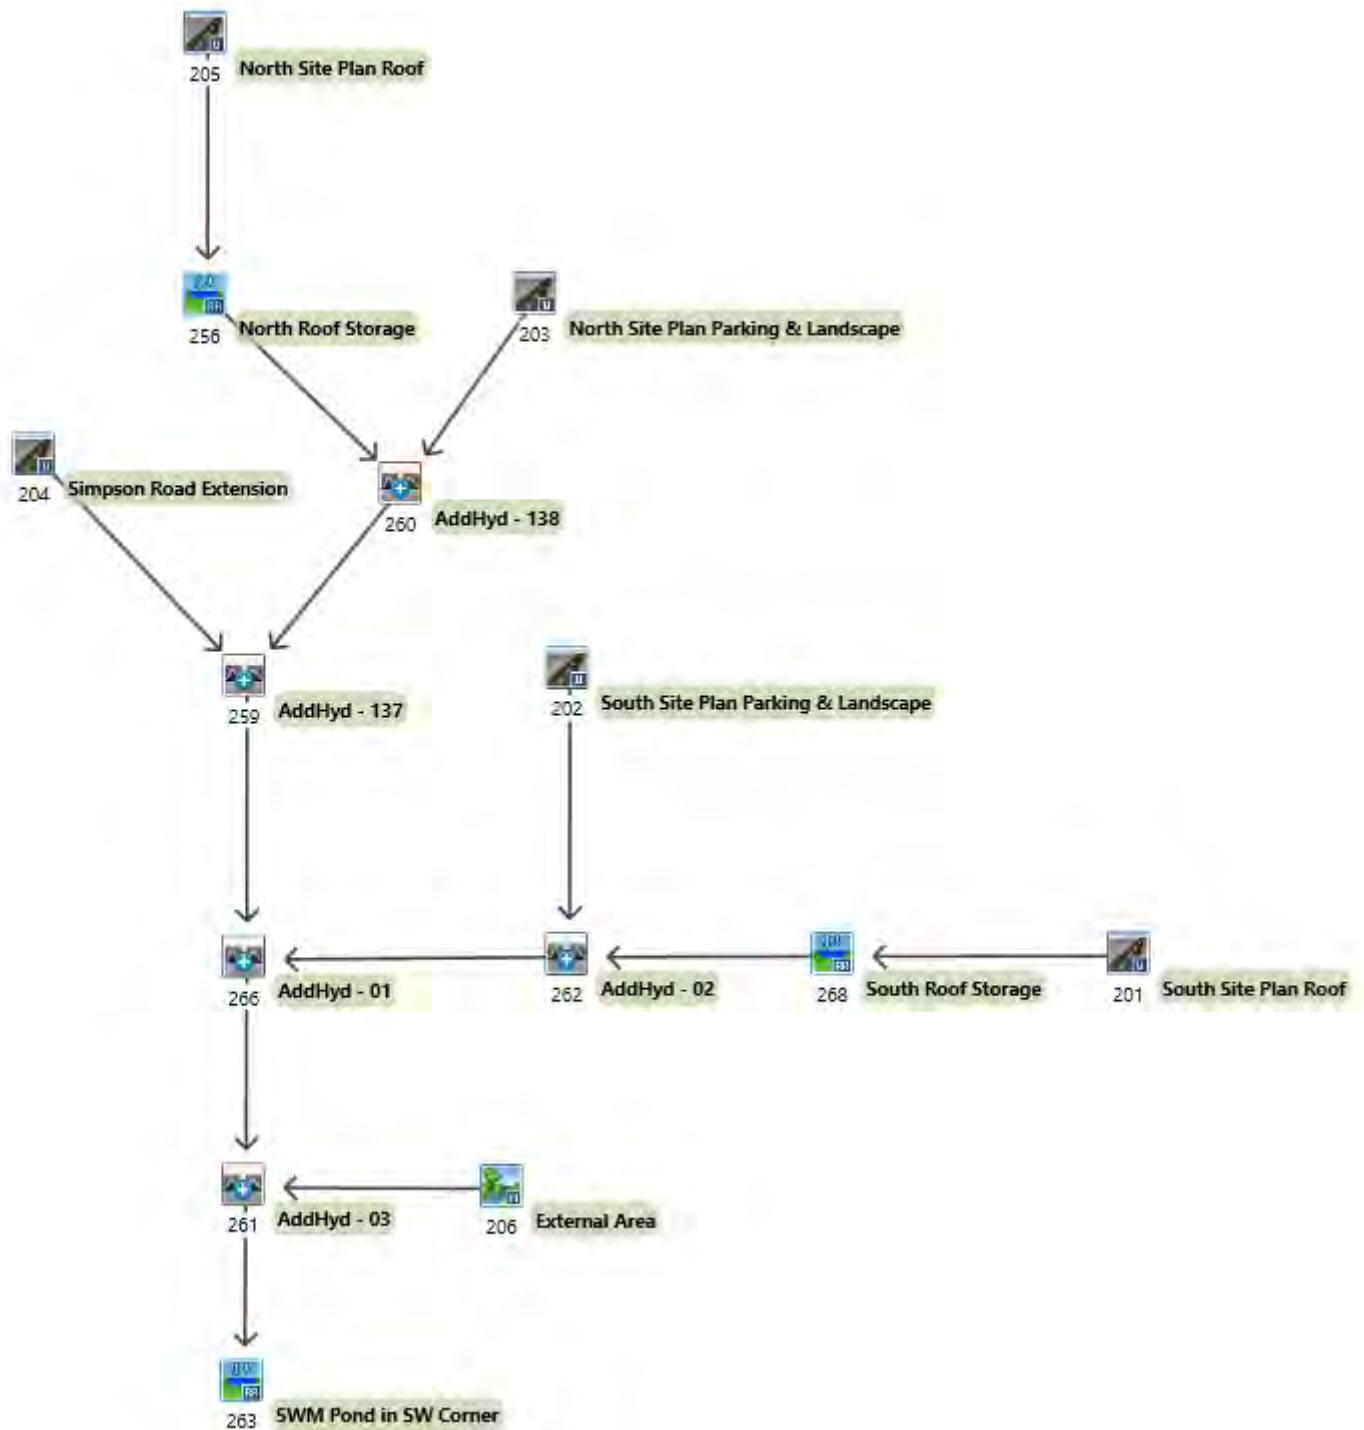 205 North Site Plan Roof
256 North Roof Storage
203 North Site Plan Parking & Landscape
204 Simpson Road Extension
260 AddHyd - 138
259 AddHyd - 137
202 South Site Plan Parking & Landscape
266 AddHyd - 01
262 AddHyd - 02
268 South Roof Storage
201 South Site Plan Roof
261 AddHyd - 03
206 External Area
263 SWM Pond in SW Corner